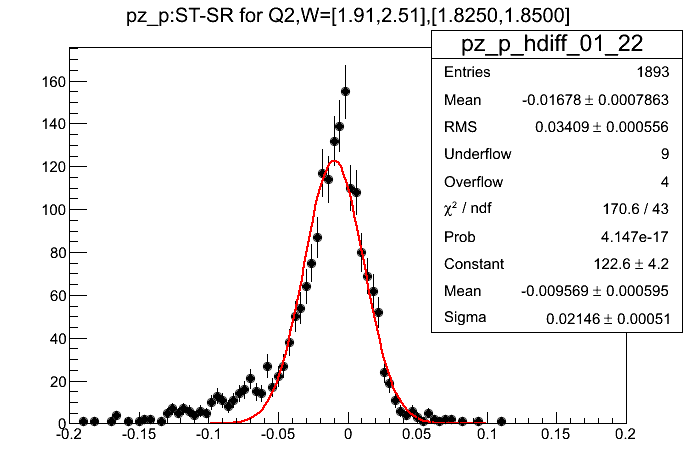 pz_p:ST-SR for Q2,W=[1.91,2.51],[1.8250,1.8500]
pz_p_hdiff_01_22
Entries 1893
Mean -0.01678 ± 0.0007863
RMS 0.03409 ± 0.000556
Underflow 9
Overflow 4
χ² / ndf 170.6 / 43
Prob 4.147e-17
Constant 122.6 ± 4.2
Mean -0.009569 ± 0.000595
Sigma 0.02146 ± 0.00051
160
140
120
100
80
60
40
20
0
-0.2 -0.15 -0.1 -0.05 0 0.05 0.1 0.15 0.2